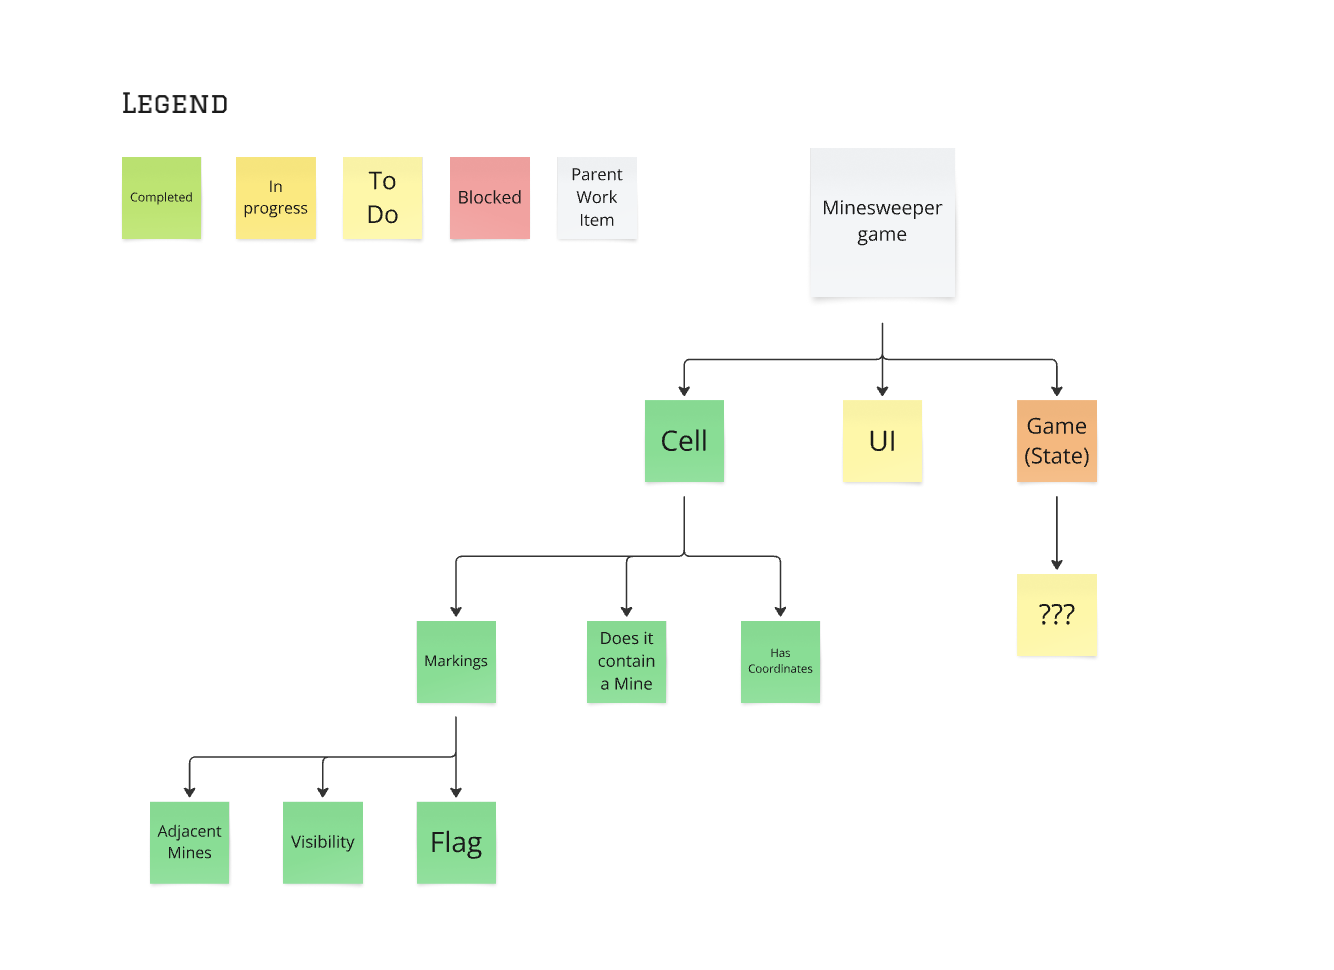 Legend
Completed
In
progress
To
Do
Blocked
Parent
Work
Item
Minesweeper
game
Cell
UI
Game
(State)
Markings
Does it
contain
a Mine
Has
Coordinates
???
Adjacent
Mines
Visibility
Flag